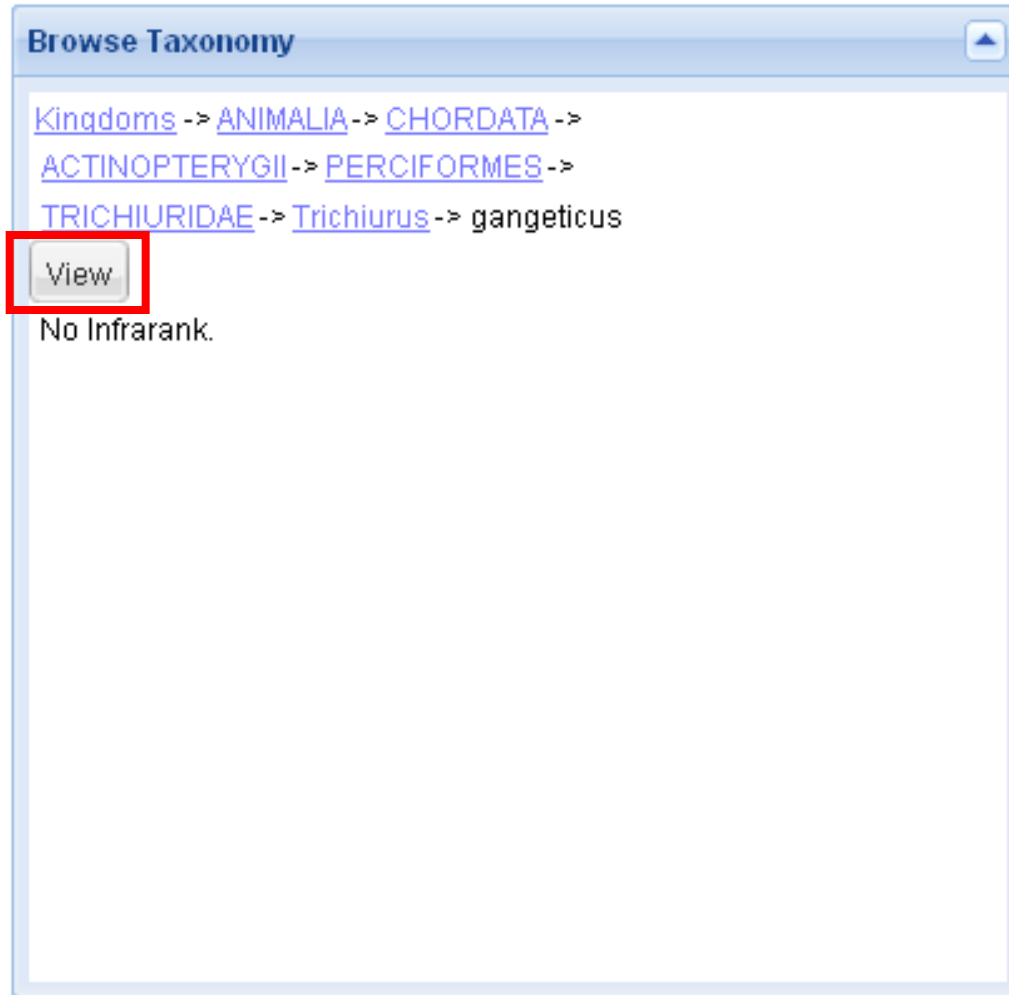 Browse Taxonomy
Kingdoms -> ANIMALIA -> CHORDATA ->
ACTINOPTERYGII -> PERCIFORMES ->
TRICHIURIDAE -> Trichiurus -> gangeticus
View
No Infrarank.